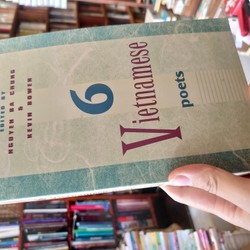 EDITED BY
NGUYEN BA CHUNG
&
KEVIN BOWEN
6
Vietnamese
poets